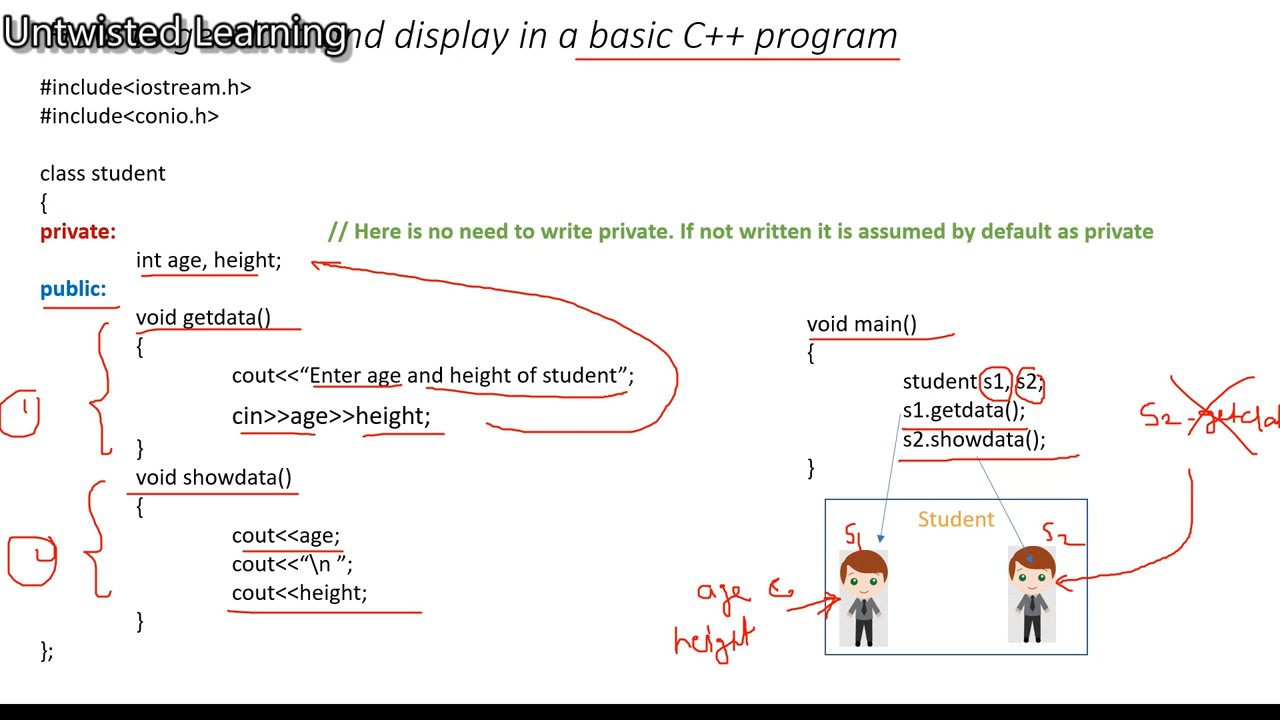 Untwisted Learning
nd display in a basic C++ program
#include<iostream.h>
#include<conio.h>
class student
{
private:
// Here is no need to write private. If not written it is assumed by default as private
int age, height;
public:
void getdata()
{
cout<<“Enter age and height of student”;
cin>>age>>height;
}
void showdata()
{
cout<<age;
cout<<“\n ”;
cout<<height;
}
};
1
2
void main()
{
student s1, s2;
s1.getdata();
s2.showdata();
}
S2
Student
S1
S2
age &
height